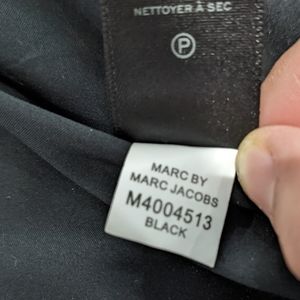 NETTOYER À SEC
P
MARC BY
MARC JACOBS
M4004513
BLACK